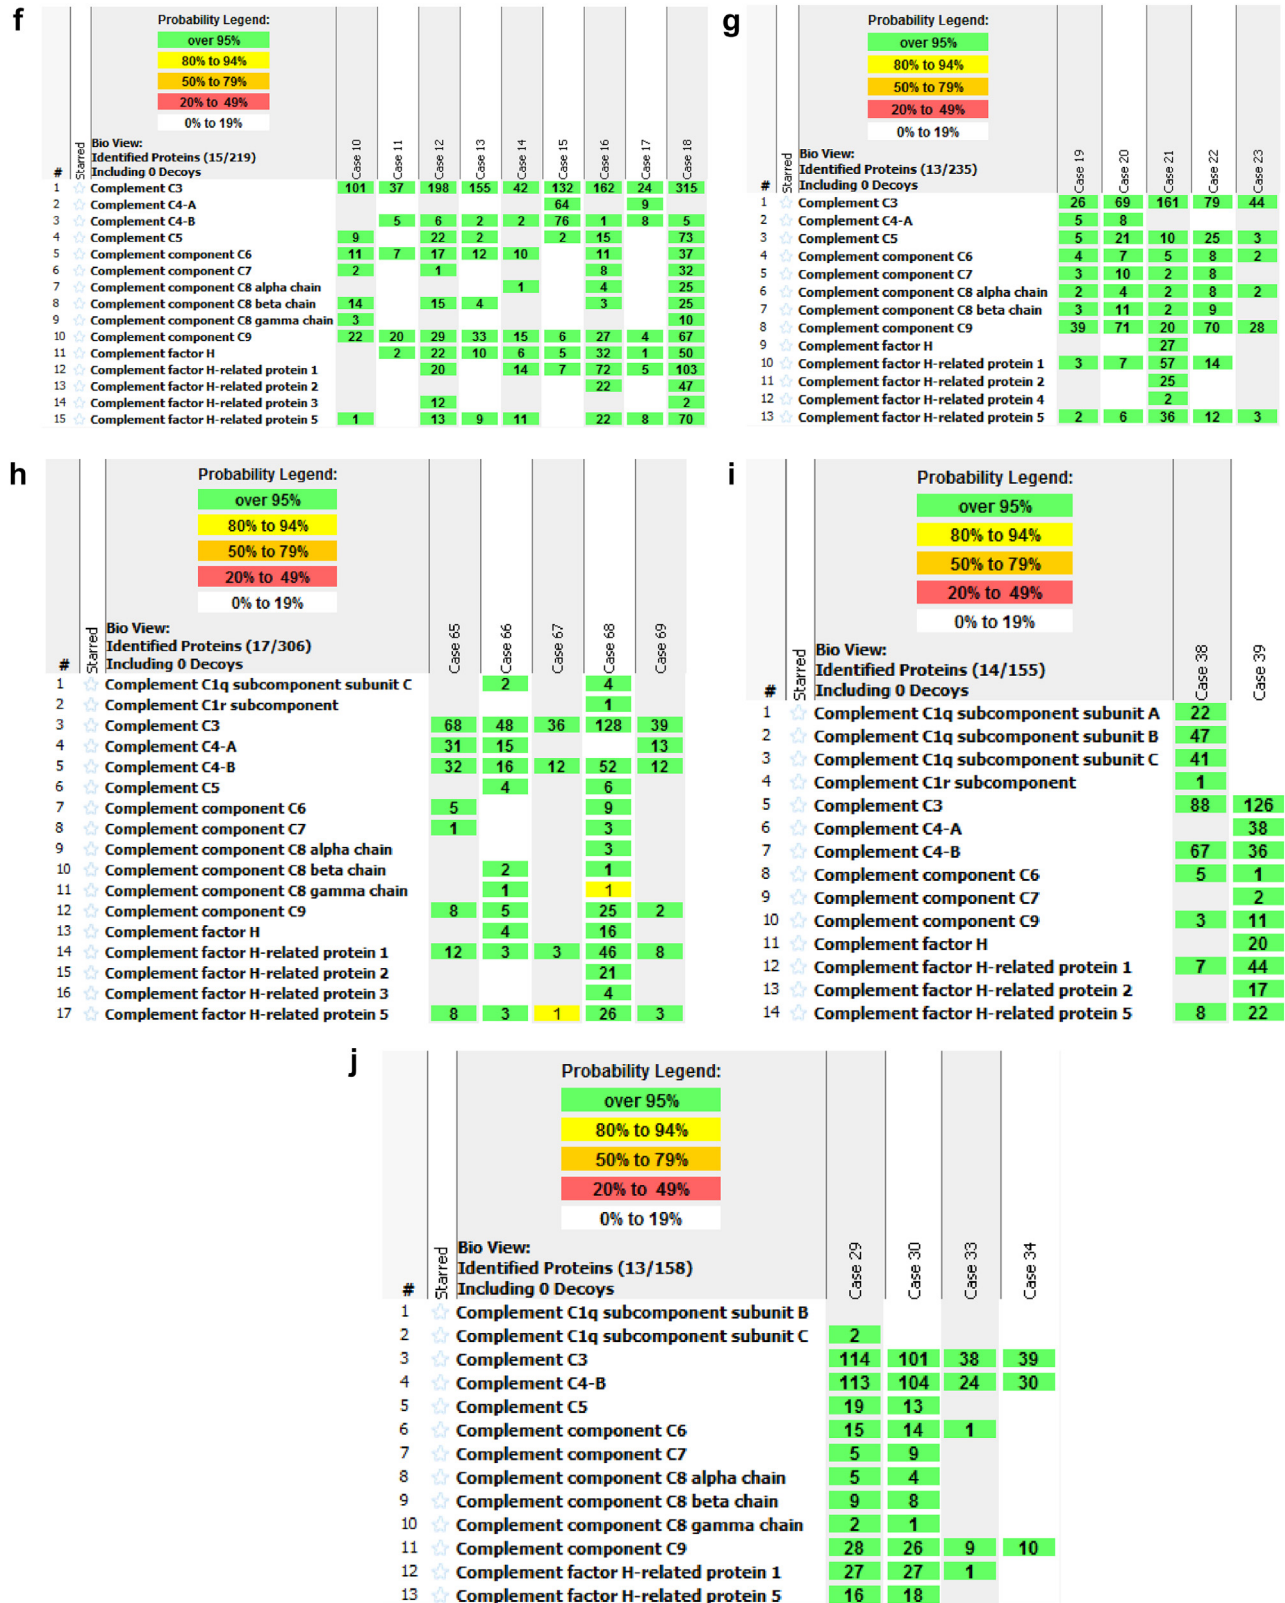 f
Probability Legend:
over 95%
80% to 94%
50% to 79%
20% to 49%
0% to 19%
# Starred Bio View: Identified Proteins (15/219) Including 0 Decoys Case 10 Case 11 Case 12 Case 13 Case 14 Case 15 Case 16 Case 17 Case 18
1 Complement C3 101 37 198 155 42 132 162 24 315
2 Complement C4-A 64 9
3 Complement C4-B 5 6 2 2 76 1 8 5
4 Complement C5 9 22 2 2 15 73
5 Complement component C6 11 7 17 12 10 11 37
6 Complement component C7 2 1 8 32
7 Complement component C8 alpha chain 1 4 25
8 Complement component C8 beta chain 14 15 4 3 25
9 Complement component C8 gamma chain 3 10
10 Complement component C9 22 20 29 33 15 6 27 4 67
11 Complement factor H 2 22 10 6 5 32 1 50
12 Complement factor H-related protein 1 20 14 7 72 5 103
13 Complement factor H-related protein 2 22 47
14 Complement factor H-related protein 3 12 2
15 Complement factor H-related protein 5 1 13 9 11 22 8 70
g
Probability Legend:
over 95%
80% to 94%
50% to 79%
20% to 49%
0% to 19%
# Starred Bio View: Identified Proteins (13/235) Including 0 Decoys Case 19 Case 20 Case 21 Case 22 Case 23
1 Complement C3 26 69 161 79 44
2 Complement C4-A 5 8
3 Complement C5 5 21 10 25 3
4 Complement component C6 4 7 5 8 2
5 Complement component C7 3 10 2 8
6 Complement component C8 alpha chain 2 4 2 8 2
7 Complement component C8 beta chain 3 11 2 9
8 Complement component C9 39 71 20 70 28
9 Complement factor H 27
10 Complement factor H-related protein 1 3 7 57 14
11 Complement factor H-related protein 2 25
12 Complement factor H-related protein 4 2
13 Complement factor H-related protein 5 2 6 36 12 3
h
Probability Legend:
over 95%
80% to 94%
50% to 79%
20% to 49%
0% to 19%
# Starred Bio View: Identified Proteins (17/306) Including 0 Decoys Case 65 Case 66 Case 67 Case 68 Case 69
1 Complement C1q subcomponent subunit C 2 4
2 Complement C1r subcomponent 1
3 Complement C3 68 48 36 128 39
4 Complement C4-A 31 15 13
5 Complement C4-B 32 16 12 52 12
6 Complement C5 4 6
7 Complement component C6 5 9
8 Complement component C7 1 3
9 Complement component C8 alpha chain 3
10 Complement component C8 beta chain 2 1
11 Complement component C8 gamma chain 1 1
12 Complement component C9 8 5 25 2
13 Complement factor H 4 16
14 Complement factor H-related protein 1 12 3 3 46 8
15 Complement factor H-related protein 2 21
16 Complement factor H-related protein 3 4
17 Complement factor H-related protein 5 8 3 1 26 3
i
Probability Legend:
over 95%
80% to 94%
50% to 79%
20% to 49%
0% to 19%
# Starred Bio View: Identified Proteins (14/155) Including 0 Decoys Case 38 Case 39
1 Complement C1q subcomponent subunit A 22
2 Complement C1q subcomponent subunit B 47
3 Complement C1q subcomponent subunit C 41
4 Complement C1r subcomponent 1
5 Complement C3 88 126
6 Complement C4-A 38
7 Complement C4-B 67 36
8 Complement component C6 5 1
9 Complement component C7 2
10 Complement component C9 3 11
11 Complement factor H 20
12 Complement factor H-related protein 1 7 44
13 Complement factor H-related protein 2 17
14 Complement factor H-related protein 5 8 22
j
Probability Legend:
over 95%
80% to 94%
50% to 79%
20% to 49%
0% to 19%
# Starred Bio View: Identified Proteins (13/158) Including 0 Decoys Case 29 Case 30 Case 33 Case 34
1 Complement C1q subcomponent subunit B
2 Complement C1q subcomponent subunit C 2
3 Complement C3 114 101 38 39
4 Complement C4-B 113 104 24 30
5 Complement C5 19 13
6 Complement component C6 15 14 1
7 Complement component C7 5 9
8 Complement component C8 alpha chain 5 4
9 Complement component C8 beta chain 9 8
10 Complement component C8 gamma chain 2 1
11 Complement component C9 28 26 9 10
12 Complement factor H-related protein 1 27 27 1
13 Complement factor H-related protein 5 16 18